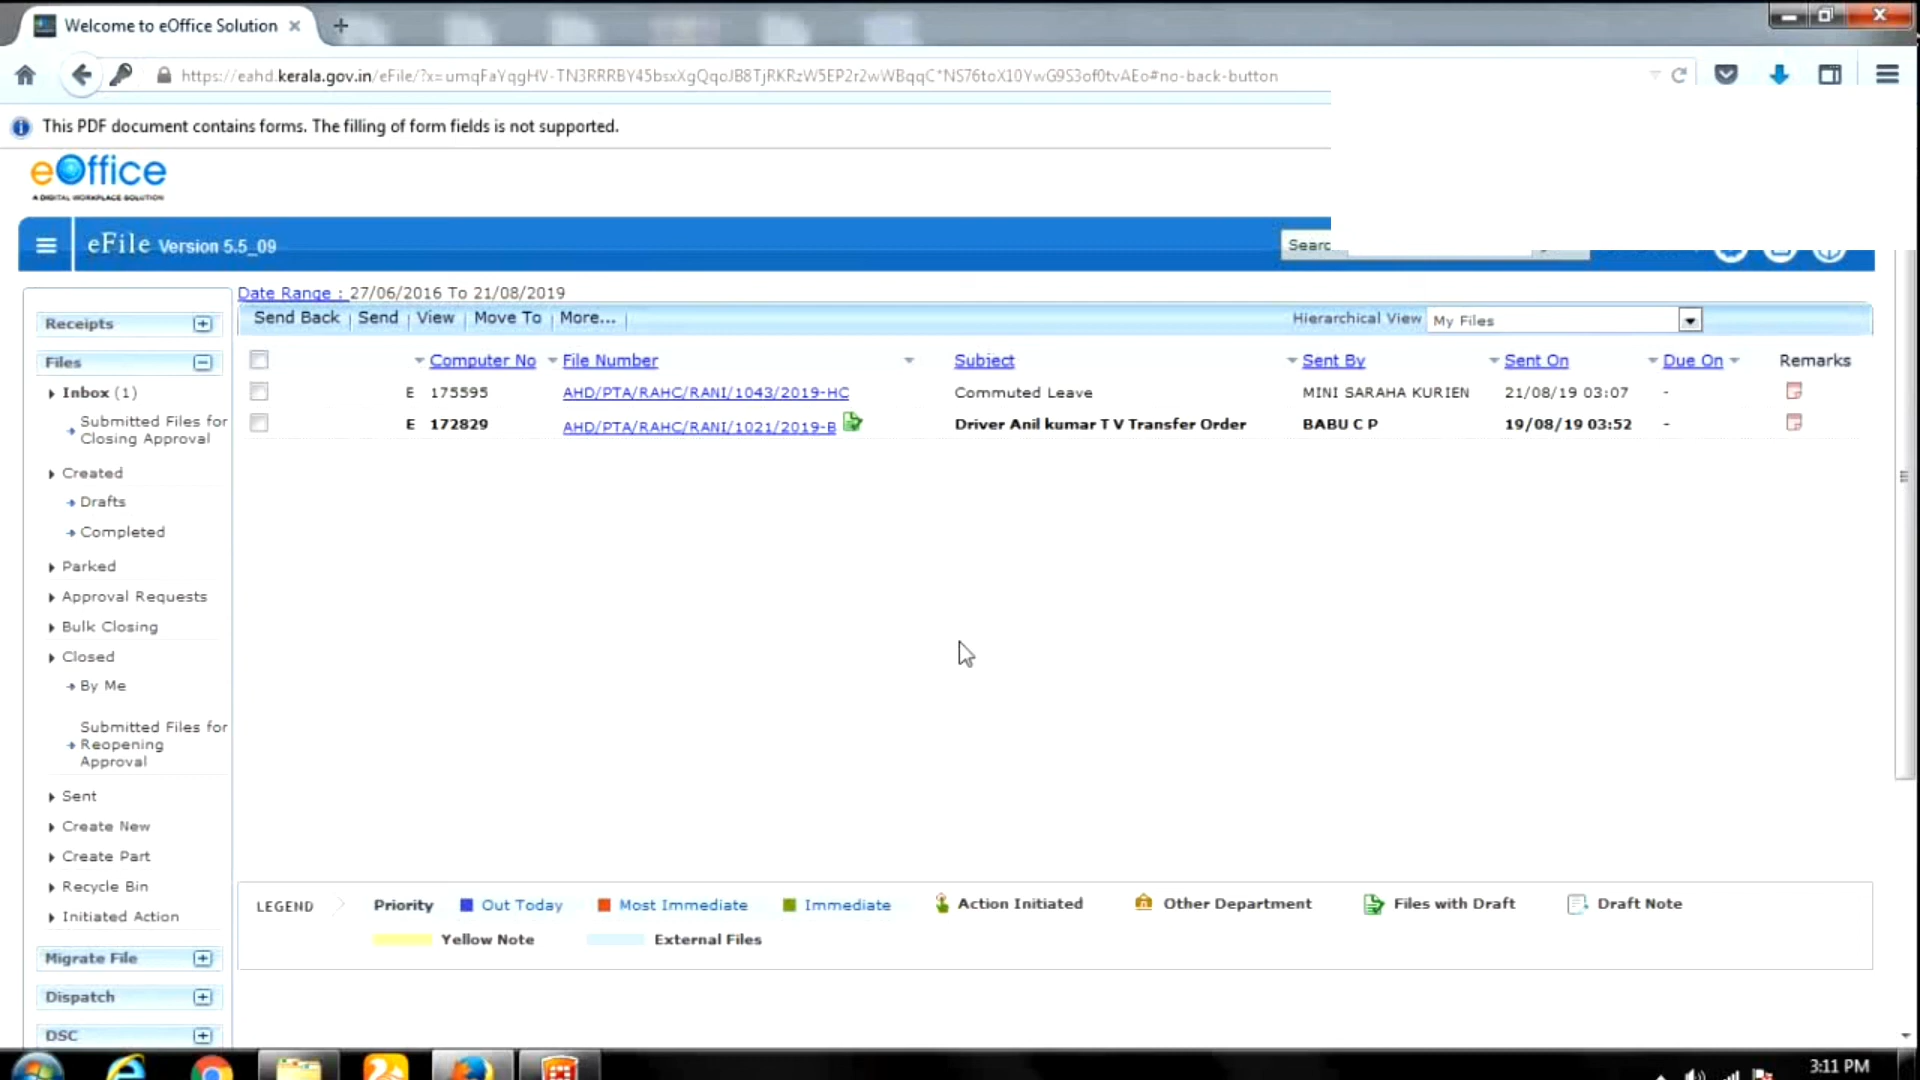 Welcome to eOffice Solution
https://eahd.kerala.gov.in/eFile/?x=umqFaYqgHV-TN3RRRBY45bsxXgQqoJB8TjRKRzW5EP2r2wWBqqC*NS76toX10YwG9S3of0tvAEo#no-back-button
This PDF document contains forms. The filling of form fields is not supported.
eOffice
A DIGITAL WORKPLACE SOLUTION
eFile Version 5.5_09
Searc
Date Range : 27/06/2016 To 21/08/2019
Send Back | Send | View | Move To | More... |
Hierarchical View My Files
Computer No File Number Subject Sent By Sent On Due On Remarks
E 175595 AHD/PTA/RAHC/RANI/1043/2019-HC Commuted Leave MINI SARAHA KURIEN 21/08/19 03:07 -
E 172829 AHD/PTA/RAHC/RANI/1021/2019-B Driver Anil kumar T V Transfer Order BABU C P 19/08/19 03:52 -
Receipts
Files
Inbox (1)
Submitted Files for
Closing Approval
Created
Drafts
Completed
Parked
Approval Requests
Bulk Closing
Closed
By Me
Submitted Files for
Reopening
Approval
Sent
Create New
Create Part
Recycle Bin
Initiated Action
Migrate File
Dispatch
DSC
LEGEND Priority Out Today Most Immediate Immediate Action Initiated Other Department Files with Draft Draft Note
Yellow Note External Files
3:11 PM